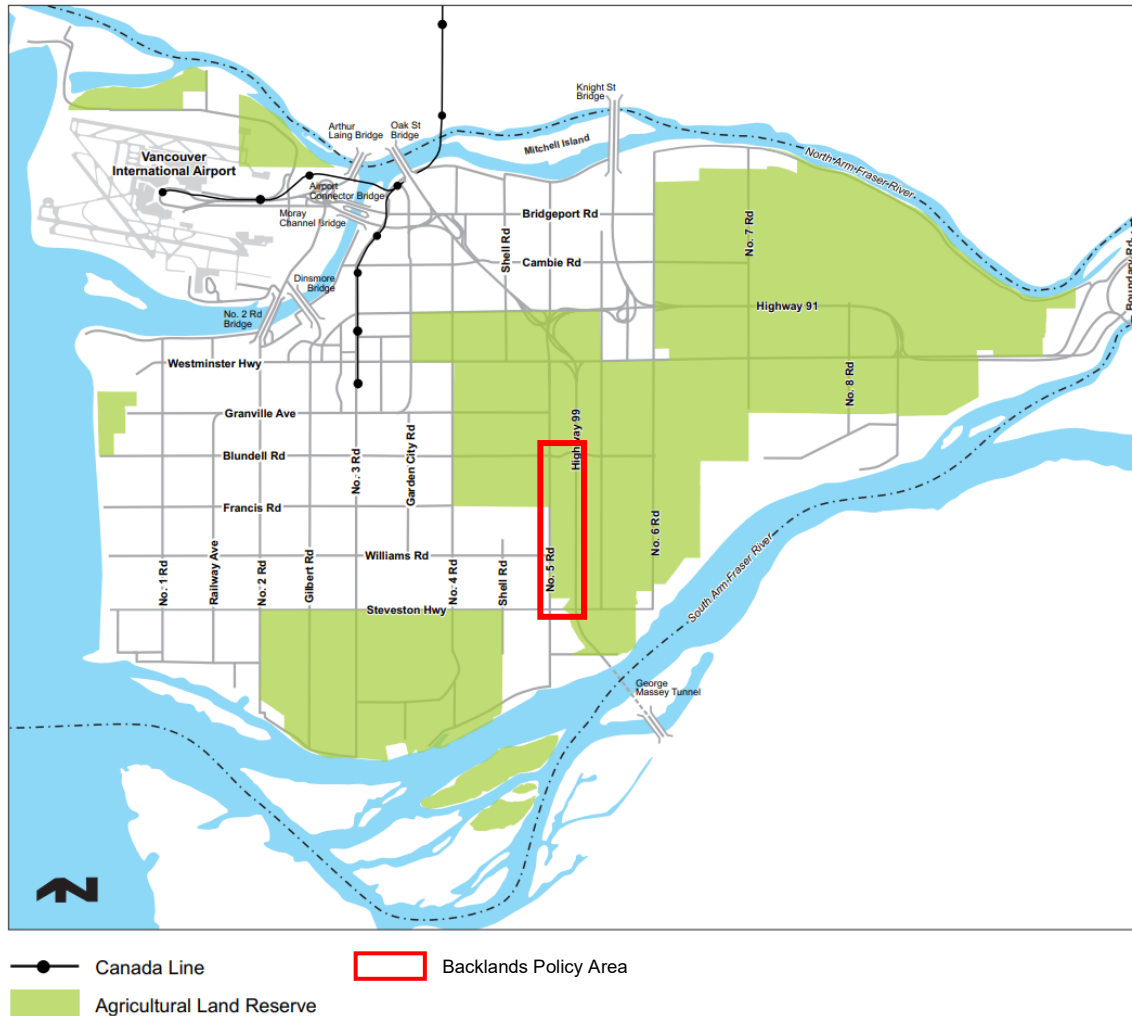 Knight St
Bridge
Arthur
Laing Bridge
Oak St
Bridge
Mitchell Island
North Arm Fraser River
Vancouver
International Airport
Airport
Connector Bridge
Moray
Channel Bridge
Bridgeport Rd
Shell Rd
No. 7 Rd
Boundary Rd.
Cambie Rd
Dinsmore
Bridge
No. 2 Rd
Bridge
Highway 91
Westminster Hwy
No. 8 Rd
Granville Ave
Highway 99
Blundell Rd
No. 3 Rd
Garden City Rd
Francis Rd
No. 6 Rd
Williams Rd
No. 1 Rd
Railway Ave
No. 2 Rd
Gilbert Rd
No. 4 Rd
Shell Rd
No. 5 Rd
South Arm Fraser River
Steveston Hwy
George
Massey Tunnel
N
Canada Line
Backlands Policy Area
Agricultural Land Reserve